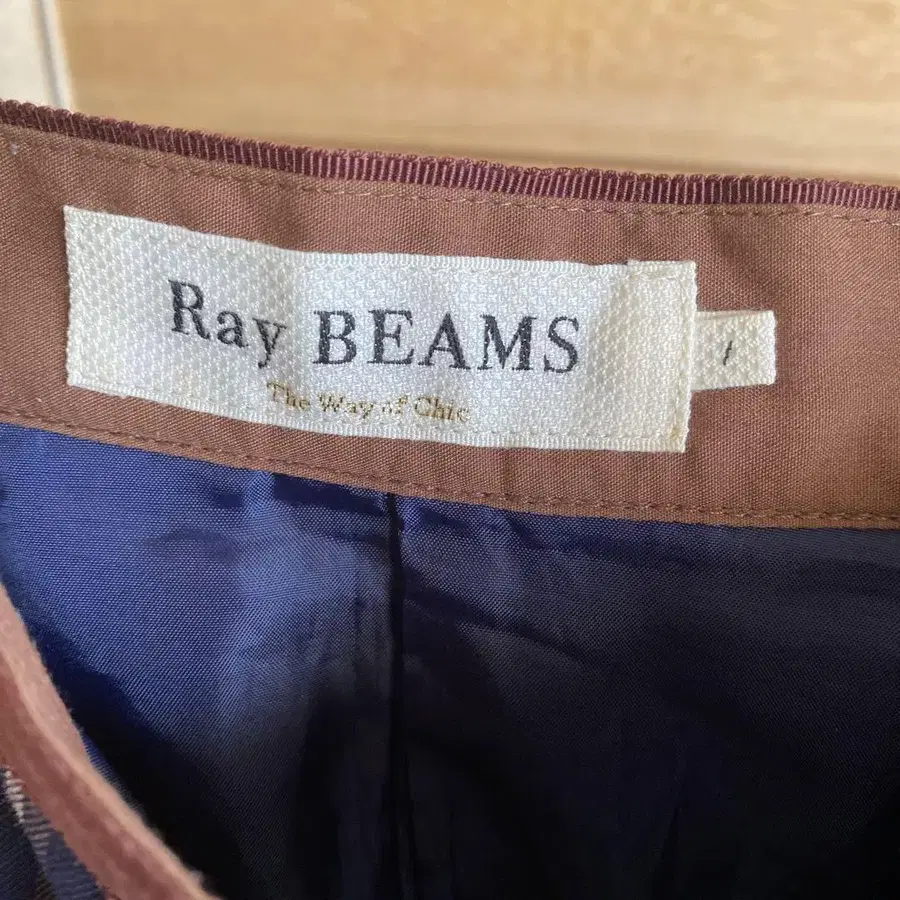 Ray BEAMS
The Way of Chic
1